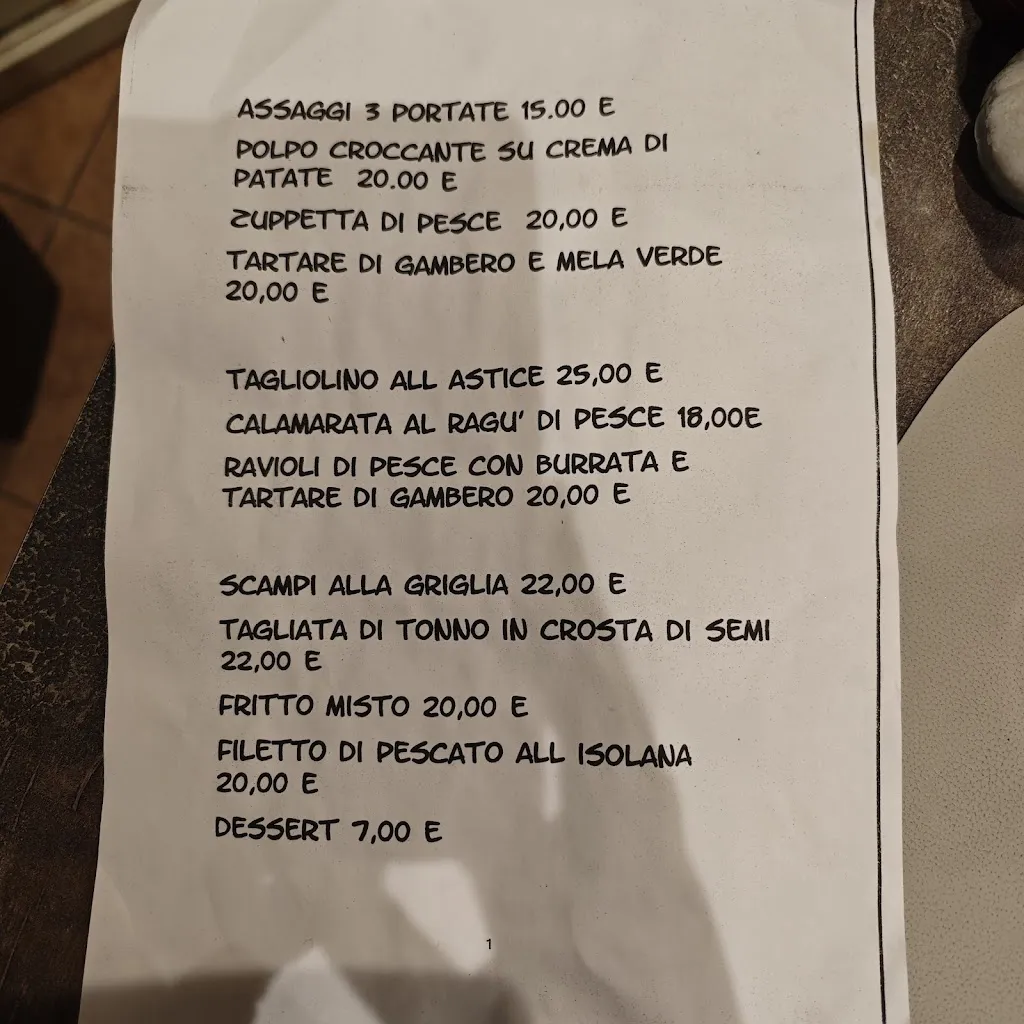 ASSAGGI 3 PORTATE 15.00 E
POLPO CROCCANTE SU CREMA DI
PATATE 20.00 E
ZUPPETTA DI PESCE 20,00 E
TARTARE DI GAMBERO E MELA VERDE
20,00 E
TAGLIOLINO ALL ASTICE 25,00 E
CALAMARATA AL RAGU' DI PESCE 18,00E
RAVIOLI DI PESCE CON BURRATA E
TARTARE DI GAMBERO 20,00 E
SCAMPI ALLA GRIGLIA 22,00 E
TAGLIATA DI TONNO IN CROSTA DI SEMI
22,00 E
FRITTO MISTO 20,00 E
FILETTO DI PESCATO ALL ISOLANA
20,00 E
DESSERT 7,00 E
1